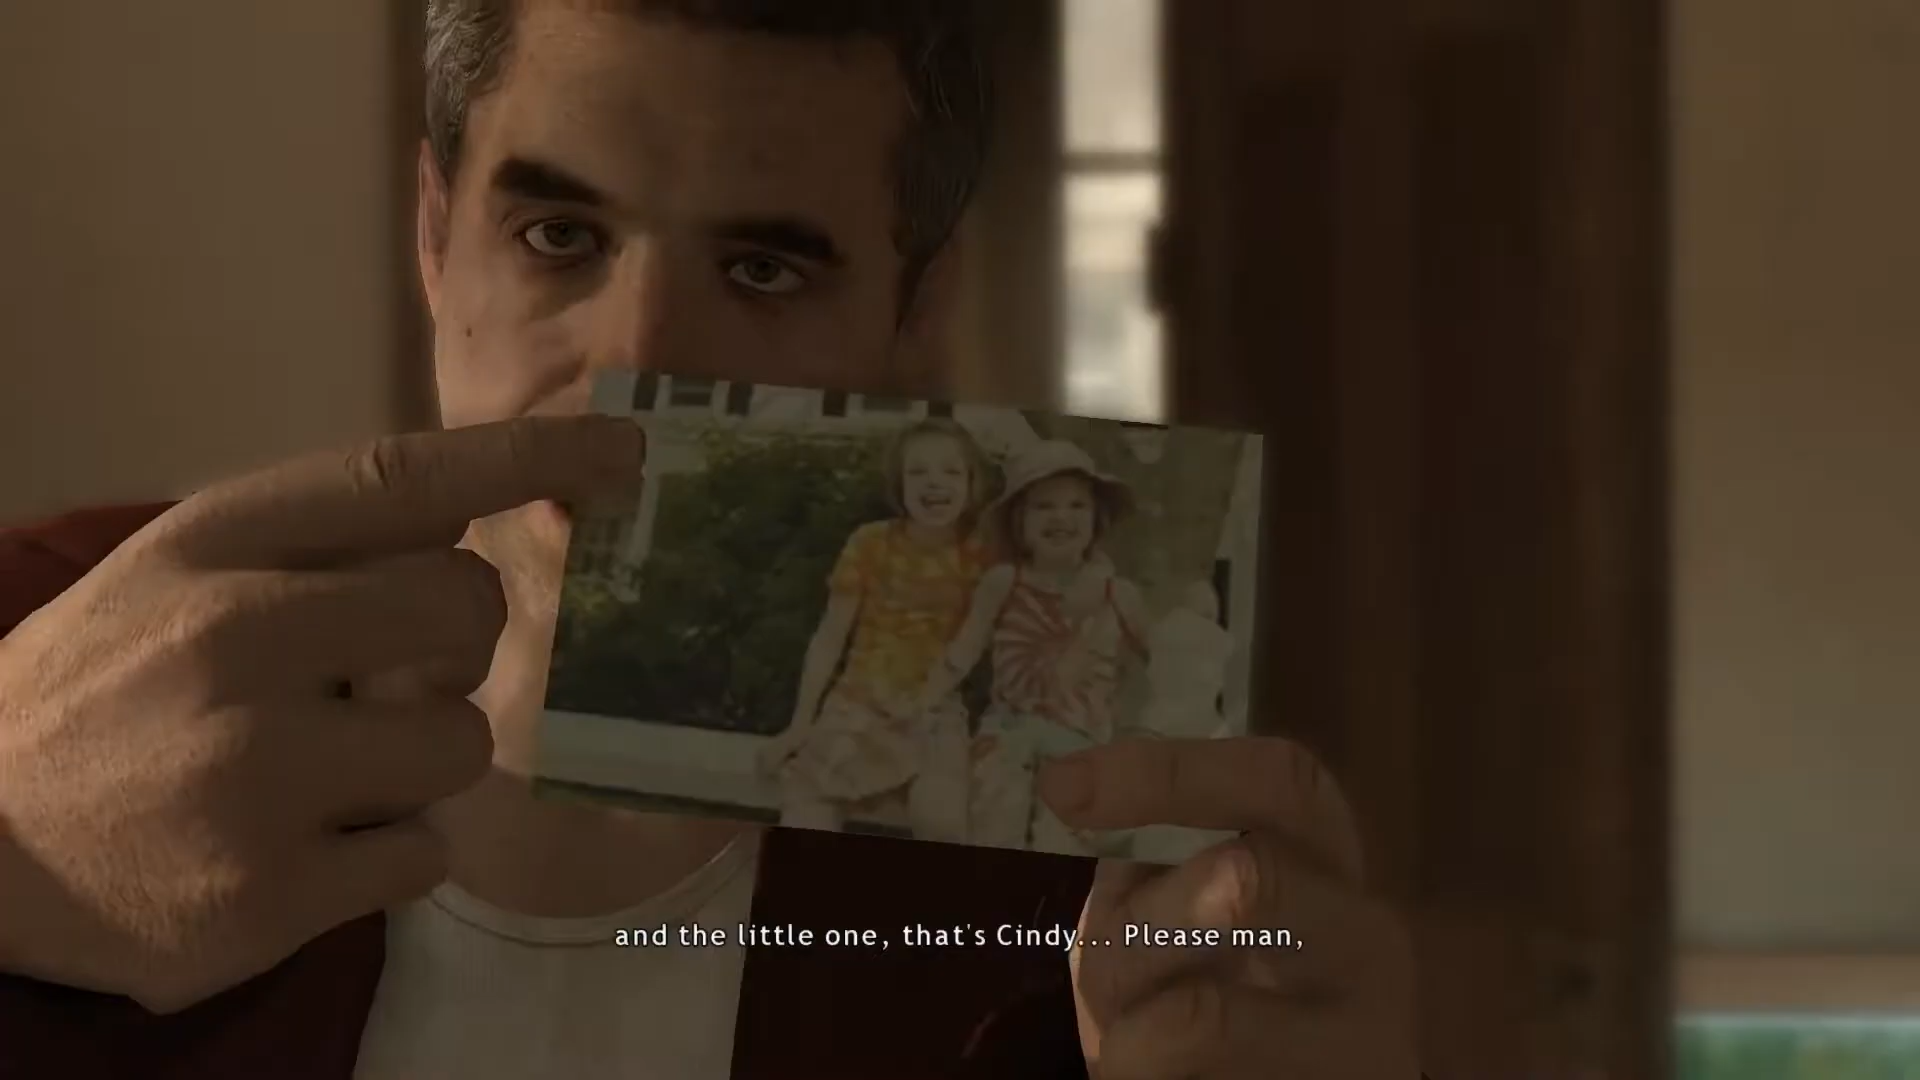 and the little one, that's Cindy... Please man,